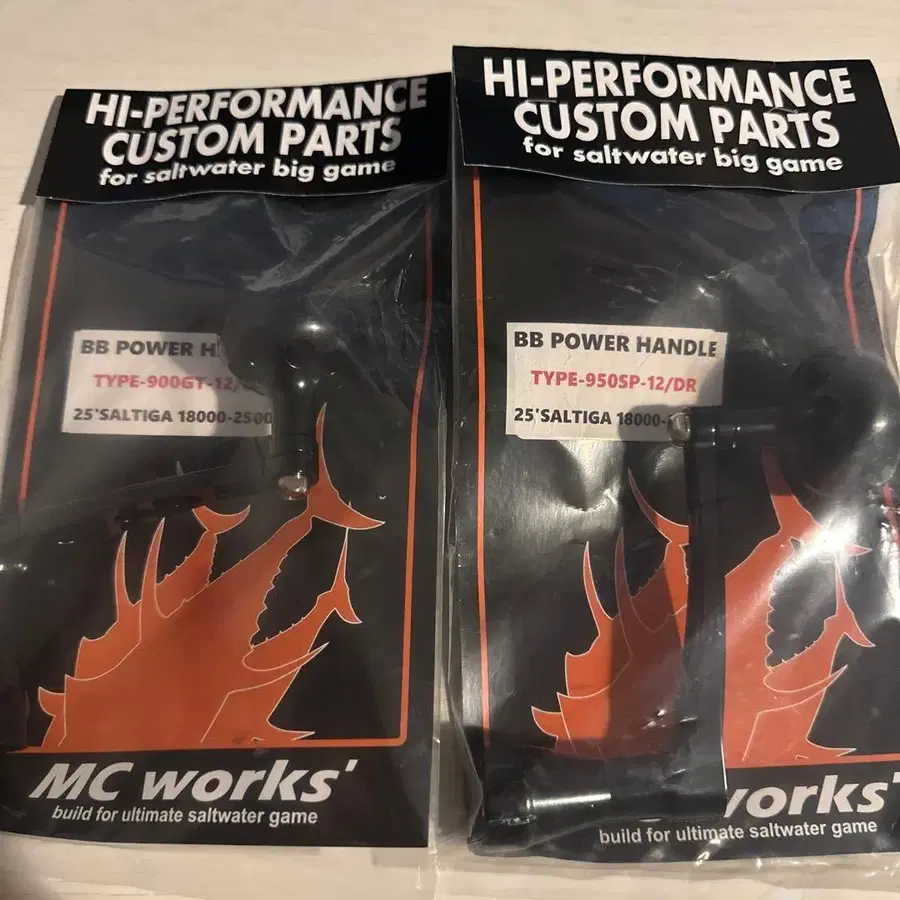 HI-PERFORMANCE
CUSTOM PARTS
for saltwater big game
BB POWER
TYPE-900GT-12/
25'SALTIGA 18000-2500
MC works'
build for ultimate saltwater game
HI-PERFORMANCE
CUSTOM PARTS
for saltwater big game
BB POWER HANDLE
TYPE-950SP-12/DR
25'SALTIGA 18000-
works'
build for ultimate saltwater game